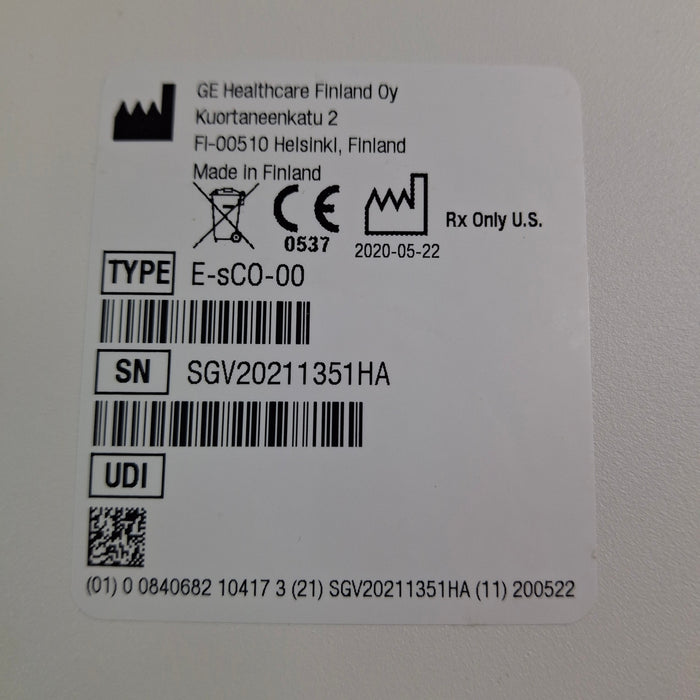 GE Healthcare Finland Oy
Kuortaneenkatu 2
FI-00510 Helsinki, Finland
Made in Finland
CE
0537
2020-05-22
Rx Only U.S.
TYPE E-sCO-00
SN SGV20211351HA
UDI
(01) 0 0840682 10417 3 (21) SGV20211351HA (11) 200522